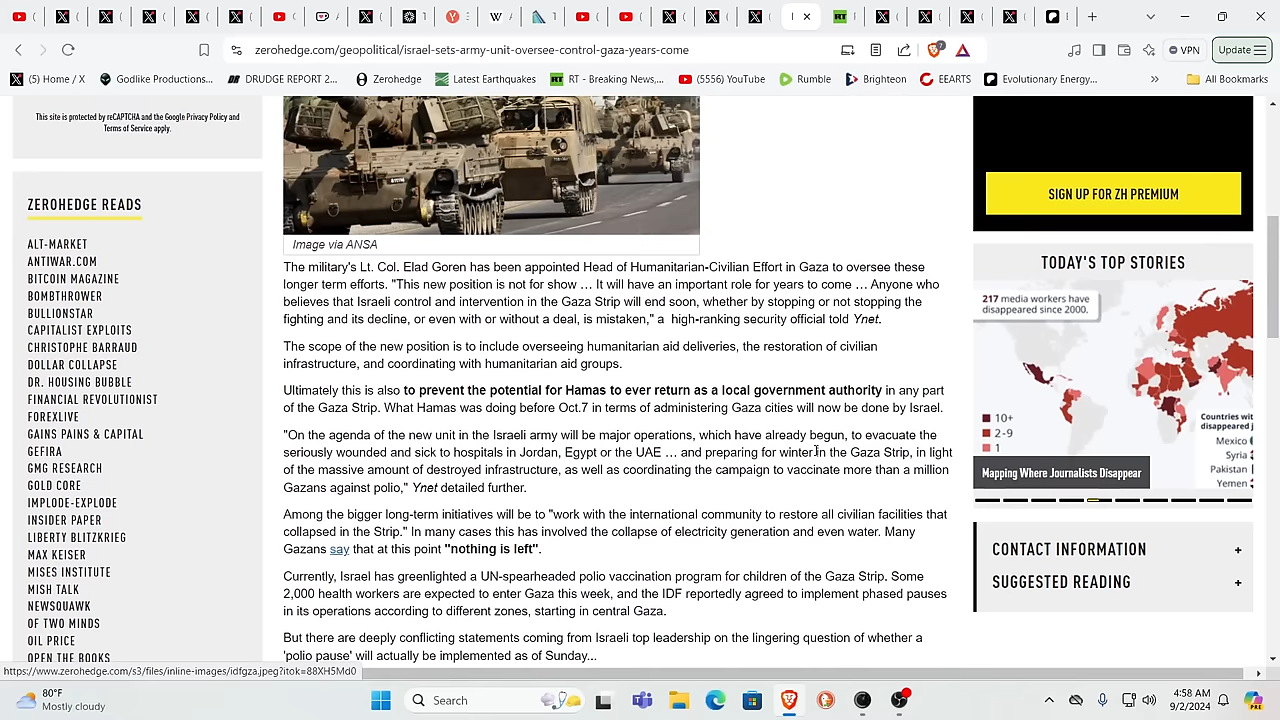 zerohedge.com/geopolitical/israel-sets-army-unit-oversee-control-gaza-years-come
VPN
Update
(5) Home / X
Godlike Productions...
DRUDGE REPORT 2...
Zerohedge
Latest Earthquakes
RT - Breaking News,...
(5556) YouTube
Rumble
Brighteon
EEARTS
Evolutionary Energy...
All Bookmarks
This site is protected by reCAPTCHA and the Google Privacy Policy and
Terms of Service apply.
ZEROHEDGE READS
ALT-MARKET
ANTIWAR.COM
BITCOIN MAGAZINE
BOMBTHROWER
BULLIONSTAR
CAPITALIST EXPLOITS
CHRISTOPHE BARRAUD
DOLLAR COLLAPSE
DR. HOUSING BUBBLE
FINANCIAL REVOLUTIONIST
FOREXLIVE
GAINS PAINS & CAPITAL
GEFIRA
GMG RESEARCH
GOLD CORE
IMPLODE-EXPLODE
INSIDER PAPER
LIBERTY BLITZKRIEG
MAX KEISER
MISES INSTITUTE
MISH TALK
NEWSQUAWK
OF TWO MINDS
OIL PRICE
OPEN THE BOOKS
Image via ANSA
The military's Lt. Col. Elad Goren has been appointed Head of Humanitarian-Civilian Effort in Gaza to oversee these
longer term efforts. "This new position is not for show … It will have an important role for years to come … Anyone who
believes that Israeli control and intervention in the Gaza Strip will end soon, whether by stopping or not stopping the
fighting and its decline, or even with or without a deal, is mistaken," a high-ranking security official told Ynet.
The scope of the new position is to include overseeing humanitarian aid deliveries, the restoration of civilian
infrastructure, and coordinating with humanitarian aid groups.
Ultimately this is also to prevent the potential for Hamas to ever return as a local government authority in any part
of the Gaza Strip. What Hamas was doing before Oct.7 in terms of administering Gaza cities will now be done by Israel.
"On the agenda of the new unit in the Israeli army will be major operations, which have already begun, to evacuate the
seriously wounded and sick to hospitals in Jordan, Egypt or the UAE … and preparing for winter in the Gaza Strip, in light
of the massive amount of destroyed infrastructure, as well as coordinating the campaign to vaccinate more than a million
Gazans against polio," Ynet detailed further.
Among the bigger long-term initiatives will be to "work with the international community to restore all civilian facilities that
collapsed in the Strip." In many cases this has involved the collapse of electricity generation and even water. Many
Gazans say that at this point "nothing is left".
Currently, Israel has greenlighted a UN-spearheaded polio vaccination program for children of the Gaza Strip. Some
2,000 health workers are expected to enter Gaza this week, and the IDF reportedly agreed to implement phased pauses
in its operations according to different zones, starting in central Gaza.
But there are deeply conflicting statements coming from Israeli top leadership on the lingering question of whether a
'polio pause' will actually be implemented as of Sunday...
SIGN UP FOR ZH PREMIUM
TODAY'S TOP STORIES
217 media workers have
disappeared since 2000.
10+
2-9
1
Countries wit
disappeared j
Mexico
Syria
Pakistan
Yemen
Mapping Where Journalists Disappear
CONTACT INFORMATION +
SUGGESTED READING +
https://www.zerohedge.com/s3/files/inline-images/idfgza.jpeg?itok=88XH5Md0
80°F
Mostly cloudy
Search
4:58 AM
9/2/2024